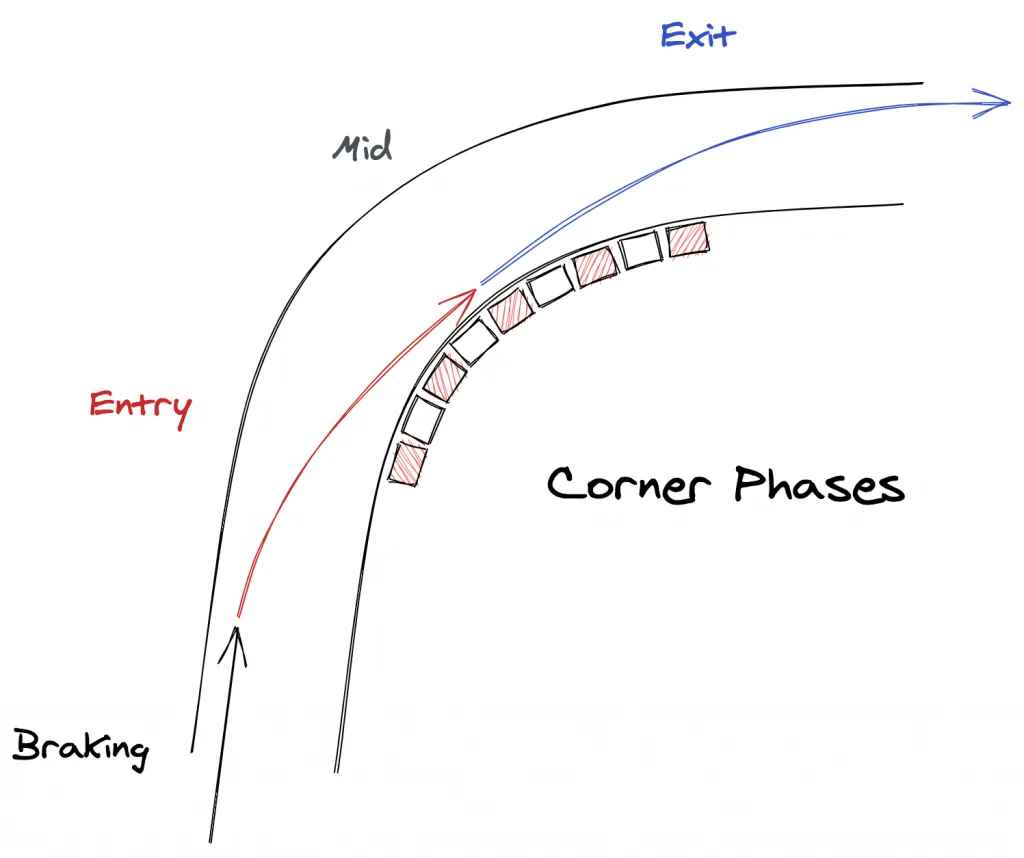 Exit
Mid
Entry
Corner Phases
Braking